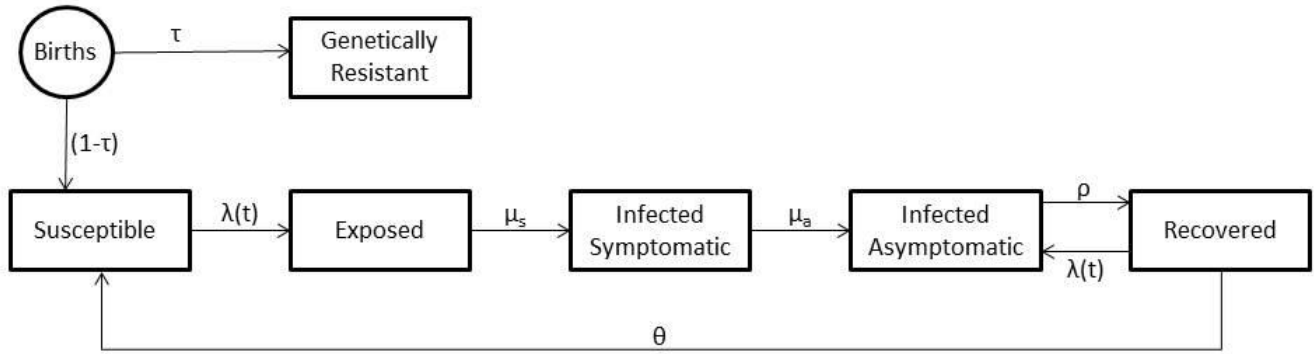 Births
τ
Genetically
Resistant
(1-τ)
Susceptible
λ(t)
Exposed
μs
Infected
Symptomatic
μa
Infected
Asymptomatic
ρ
λ(t)
Recovered
θ